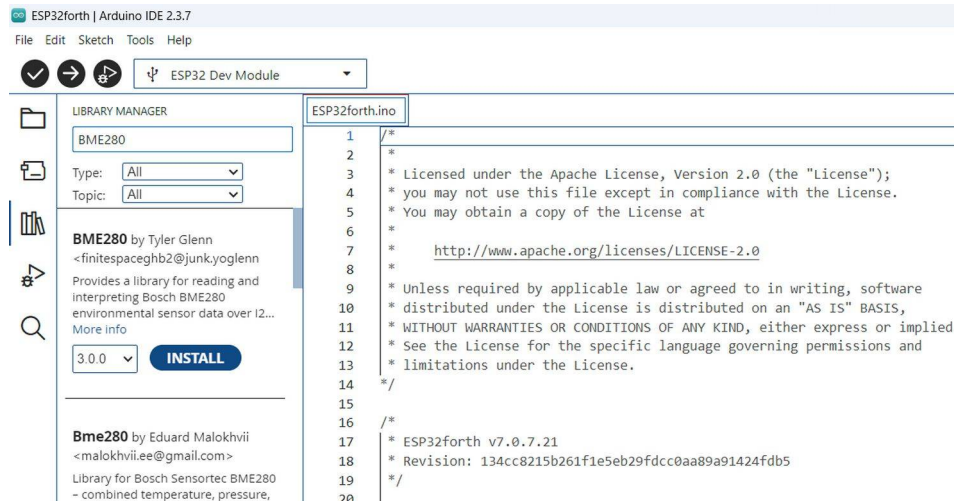 ESP32forth | Arduino IDE 2.3.7
File Edit Sketch Tools Help
ESP32 Dev Module
LIBRARY MANAGER
BME280
Type: All
Topic: All
BME280 by Tyler Glenn
<finitespaceghb2@junk.yoglenn
Provides a library for reading and
interpreting Bosch BME280
environmental sensor data over I2...
More info
3.0.0 INSTALL
Bme280 by Eduard Malokhvii
<malokhvii.ee@gmail.com>
Library for Bosch Sensortec BME280
– combined temperature, pressure,
ESP32forth.ino
1 /*
2 *
3 * Licensed under the Apache License, Version 2.0 (the "License");
4 * you may not use this file except in compliance with the License.
5 * You may obtain a copy of the License at
6 *
7 * http://www.apache.org/licenses/LICENSE-2.0
8 *
9 * Unless required by applicable law or agreed to in writing, software
10 * distributed under the License is distributed on an "AS IS" BASIS,
11 * WITHOUT WARRANTIES OR CONDITIONS OF ANY KIND, either express or implied
12 * See the License for the specific language governing permissions and
13 * limitations under the License.
14 */
15
16 /*
17 * ESP32forth v7.0.7.21
18 * Revision: 134cc8215b261f1e5eb29fdcc0aa89a91424fdb5
19 */
20